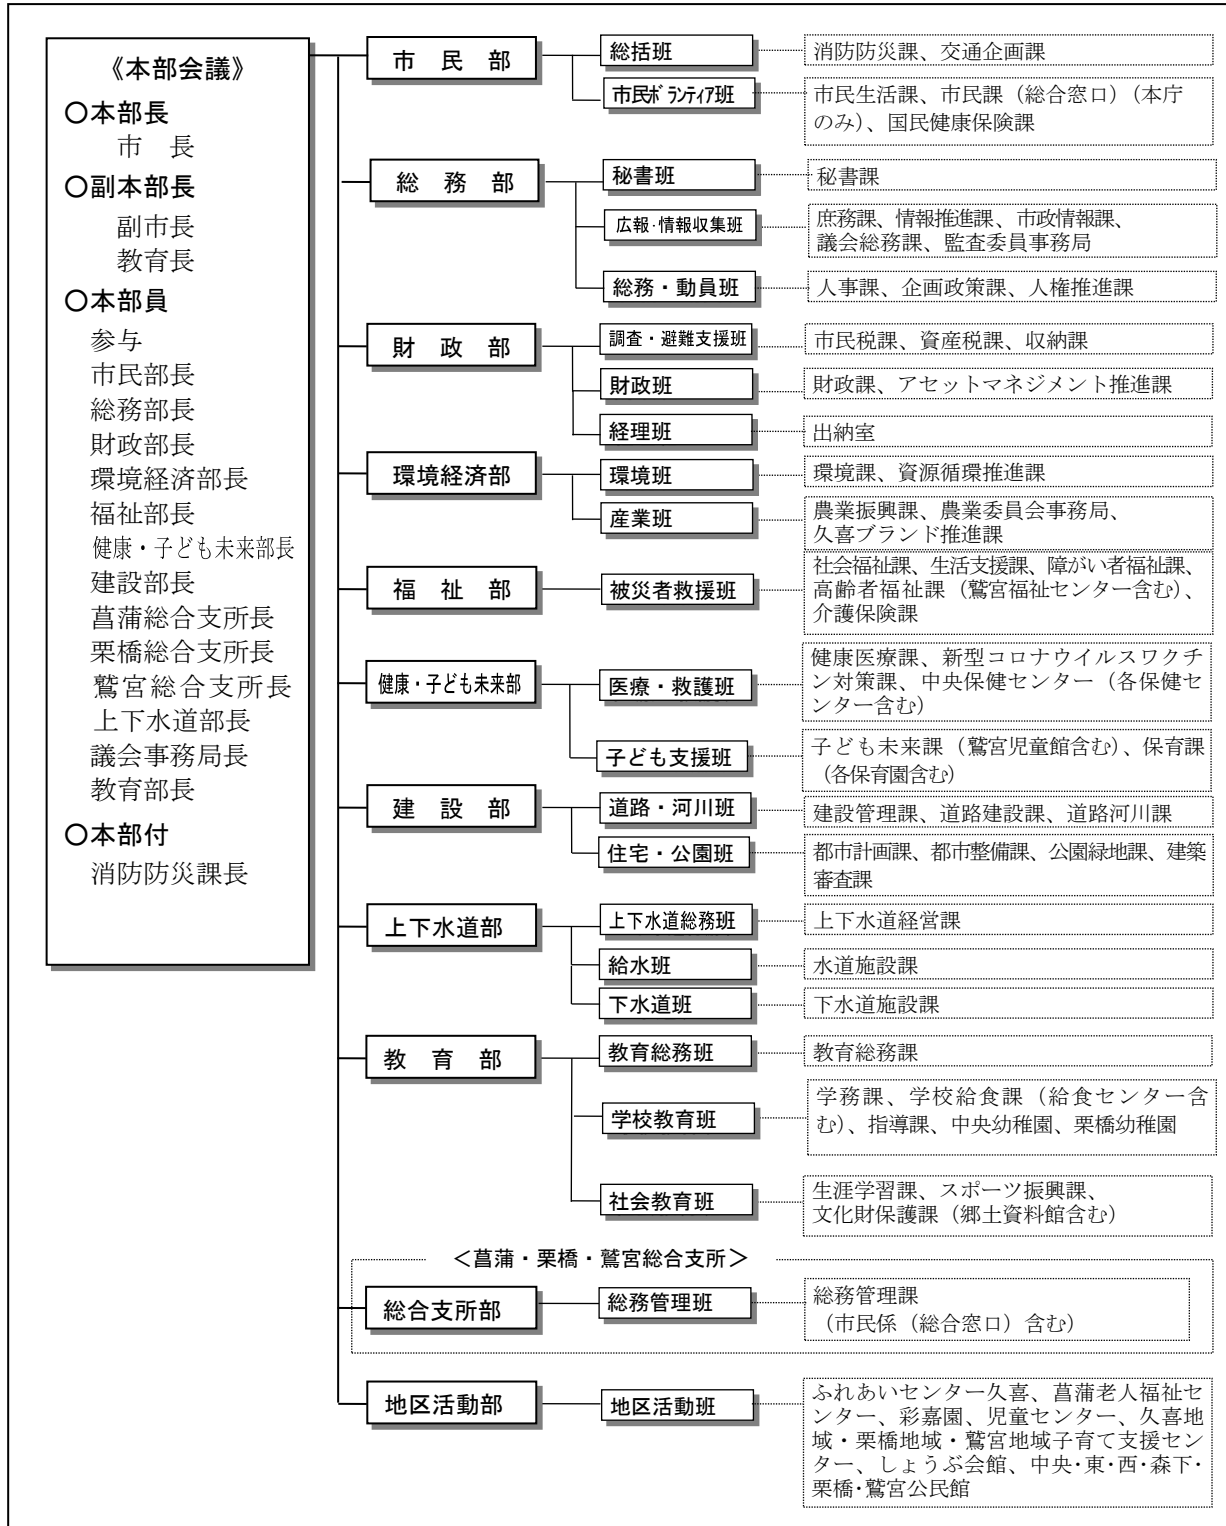 《本部会議》
〇本部長
市　長
〇副本部長
副市長
教育長
〇本部員
参与
市民部長
総務部長
財政部長
環境経済部長
福祉部長
健康・子ども未来部長
建設部長
菖蒲総合支所長
栗橋総合支所長
鷲宮総合支所長
上下水道部長
議会事務局長
教育部長
〇本部付
消防防災課長
市　民　部
総括班
消防防災課、交通企画課
市民ボランティア班
市民生活課、市民課（総合窓口）（本庁
のみ）、国民健康保険課
総　務　部
秘書班
秘書課
広報・情報収集班
庶務課、情報推進課、市政情報課、
議会総務課、監査委員事務局
総務・動員班
人事課、企画政策課、人権推進課
財　政　部
調査・避難支援班
市民税課、資産税課、収納課
財政班
財政課、アセットマネジメント推進課
経理班
出納室
環境経済部
環境班
環境課、資源循環推進課
産業班
農業振興課、農業委員会事務局、
久喜ブランド推進課
福　祉　部
被災者救援班
社会福祉課、生活支援課、障がい者福祉課、
高齢者福祉課（鷲宮福祉センター含む）、
介護保険課
健康・子ども未来部
医療・救護班
健康医療課、新型コロナウイルスワクチ
ン対策課、中央保健センター（各保健セ
ンター含む）
子ども支援班
子ども未来課（鷲宮児童館含む）、保育課
（各保育園含む）
建　設　部
道路・河川班
建設管理課、道路建設課、道路河川課
住宅・公園班
都市計画課、都市整備課、公園緑地課、建築
審査課
上下水道部
上下水道総務班
上下水道経営課
給水班
水道施設課
下水道班
下水道施設課
教　育　部
教育総務班
教育総務課
学校教育班
学務課、学校給食課（給食センター含
む）、指導課、中央幼稚園、栗橋幼稚園
社会教育班
生涯学習課、スポーツ振興課、
文化財保護課（郷土資料館含む）
＜菖蒲・栗橋・鷲宮総合支所＞
総合支所部
総務管理班
総務管理課
（市民係（総合窓口）含む）
地区活動部
地区活動班
ふれあいセンター久喜、菖蒲老人福祉セ
ンター、彩嘉園、児童センター、久喜地
域・栗橋地域・鷲宮地域子育て支援セン
ター、しょうぶ会館、中央・東・西・森下・
栗橋・鷲宮公民館